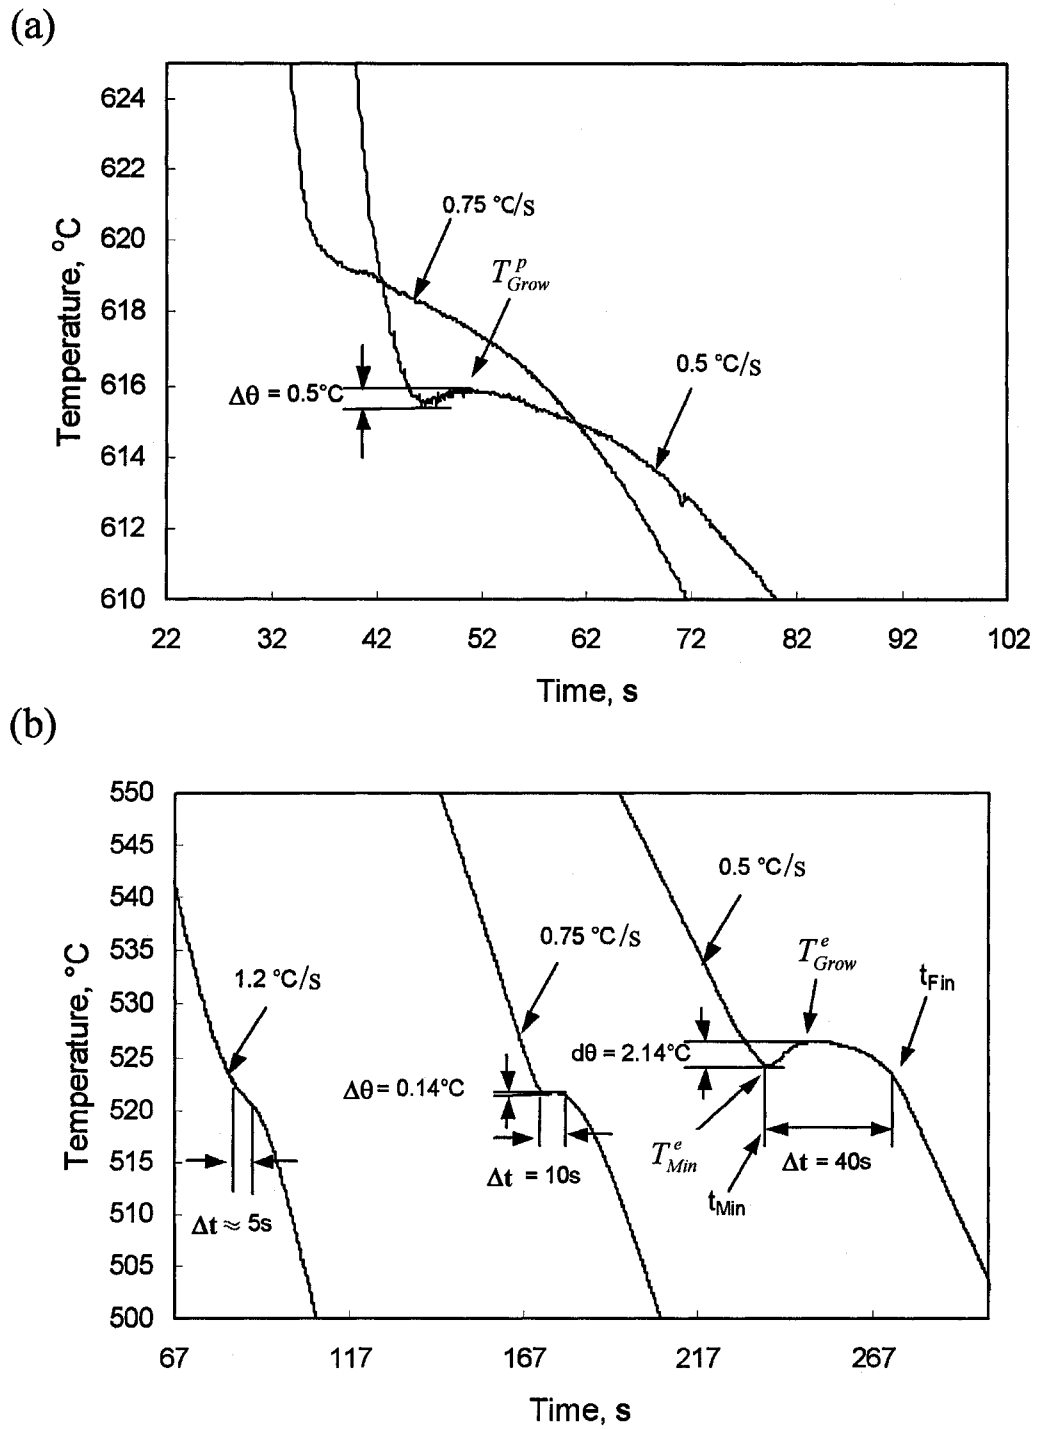 (a)
624
622
620
618
616
614
612
610
Temperature, °C
0.75 °C/s
T^p_Grow
0.5 °C/s
Δθ = 0.5°C
22 32 42 52 62 72 82 92 102
Time, s
(b)
550
545
540
535
530
525
520
515
510
505
500
Temperature, °C
0.5 °C/s
0.75 °C/s
T^e_Grow
1.2 °C/s
t_Fin
dθ = 2.14°C
Δθ = 0.14°C
T^e_Min
Δt = 40s
Δt = 10s
t_Min
Δt ≈ 5s
67 117 167 217 267
Time, s